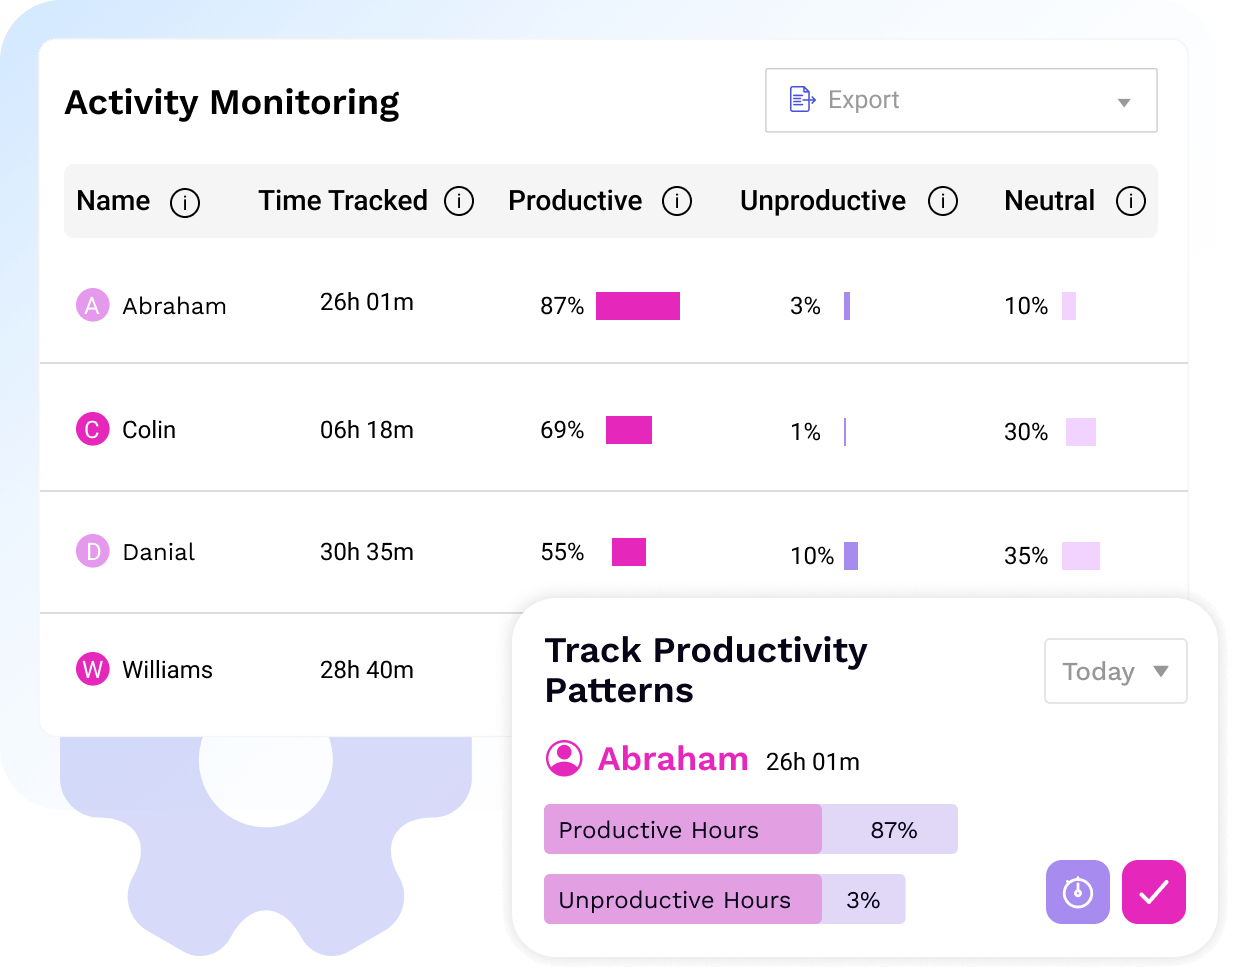 Activity Monitoring
Export
Name Time Tracked Productive Unproductive Neutral
A Abraham 26h 01m 87% 3% 10%
C Colin 06h 18m 69% 1% 30%
D Danial 30h 35m 55% 10% 35%
W Williams 28h 40m
Track Productivity
Patterns
Today
Abraham 26h 01m
Productive Hours 87%
Unproductive Hours 3%